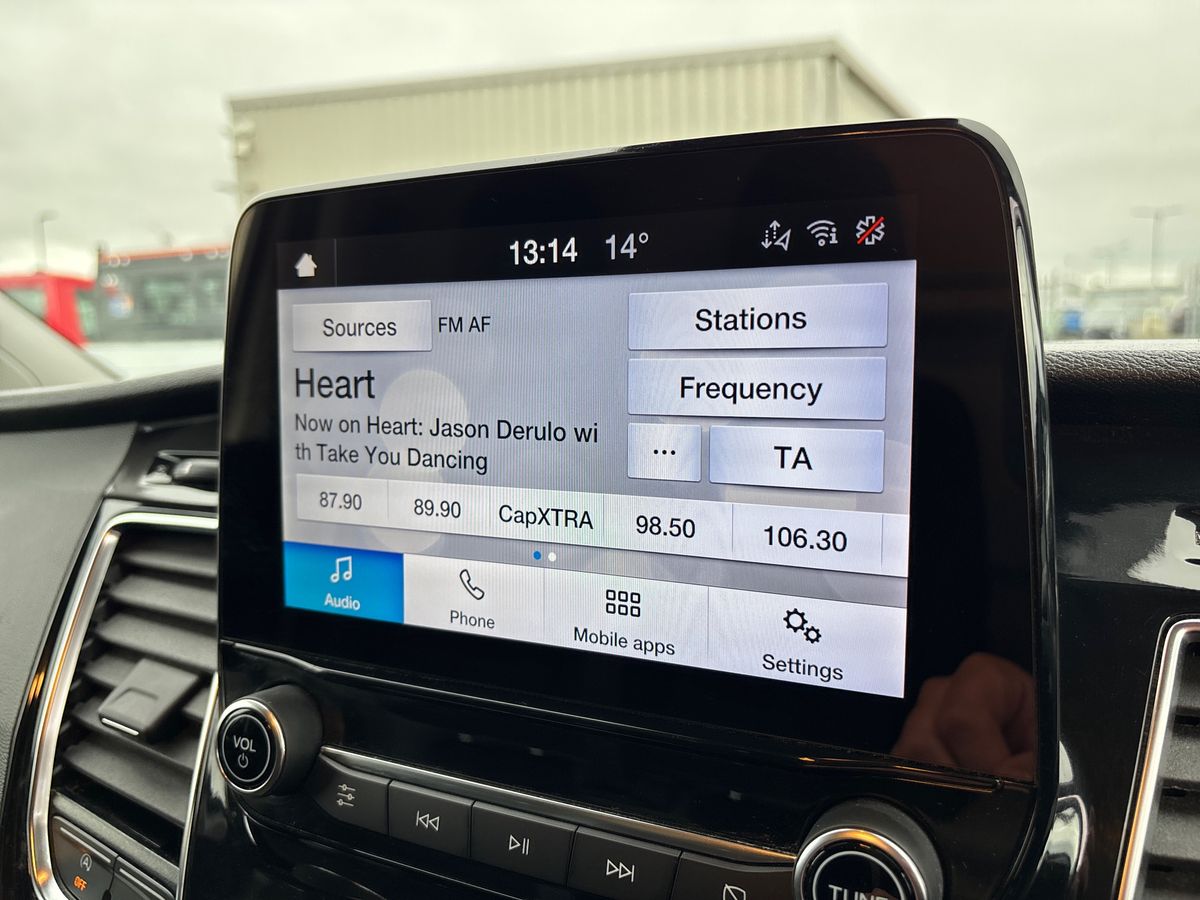 13:14 14°
Sources FM AF
Stations
Heart
Frequency
Now on Heart: Jason Derulo wi
th Take You Dancing
... TA
87.90 89.90 CapXTRA 98.50 106.30
Audio Phone Mobile apps Settings
VOL
TUNE
A
OFF